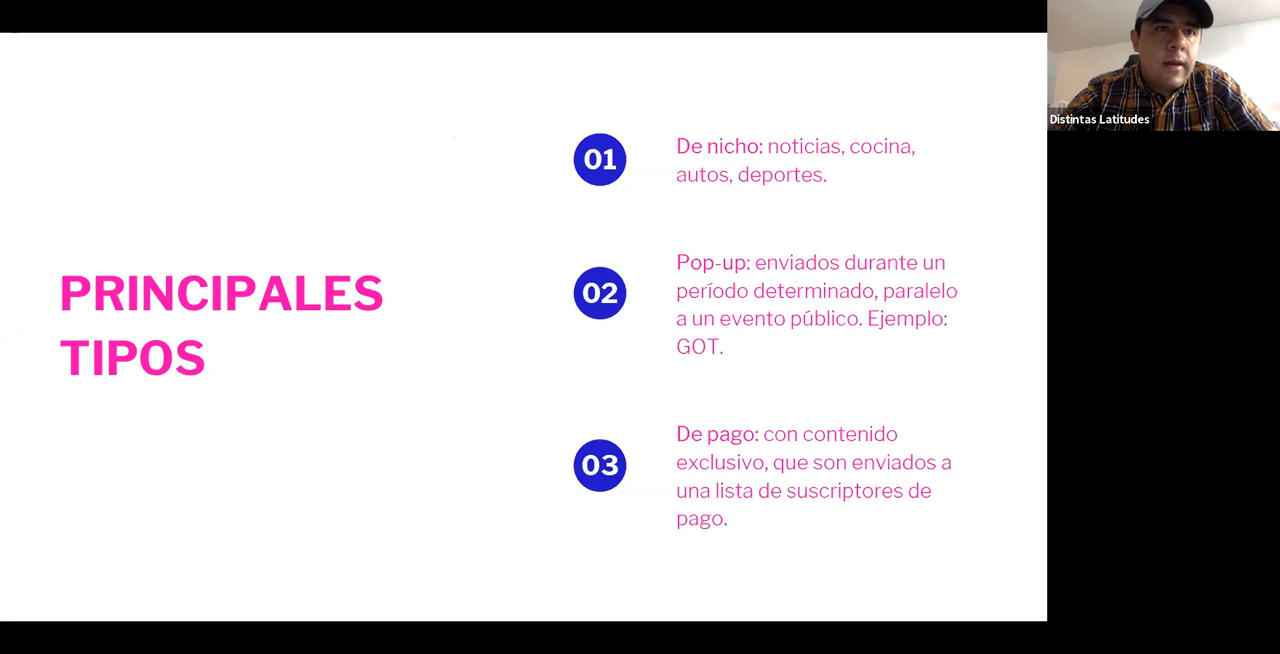 PRINCIPALES
TIPOS
01
De nicho: noticias, cocina,
autos, deportes.
02
Pop-up: enviados durante un
período determinado, paralelo
a un evento público. Ejemplo:
GOT.
03
De pago: con contenido
exclusivo, que son enviados a
una lista de suscriptores de
pago.
Distintas Latitudes